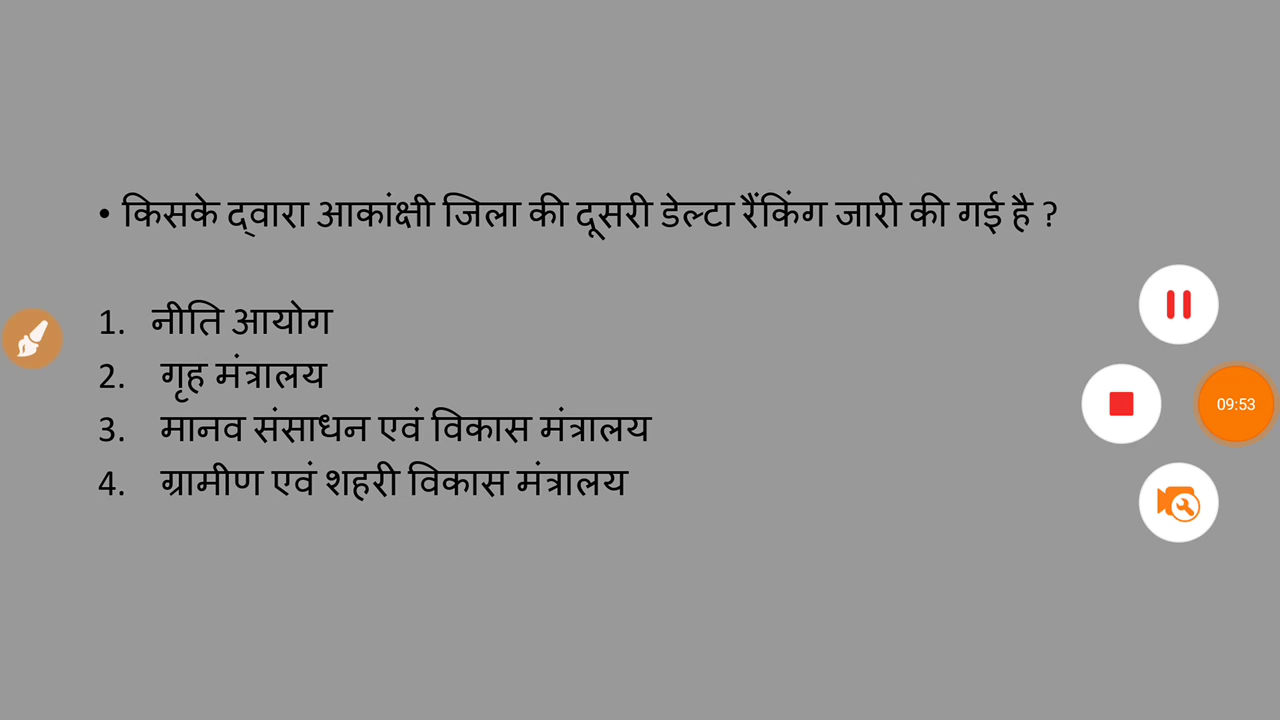 • किसके द्वारा आकांक्षी जिला की दूसरी डेल्टा रैंकिंग जारी की गई है ?
1. नीति आयोग
2. गृह मंत्रालय
3. मानव संसाधन एवं विकास मंत्रालय
4. ग्रामीण एवं शहरी विकास मंत्रालय
09:53